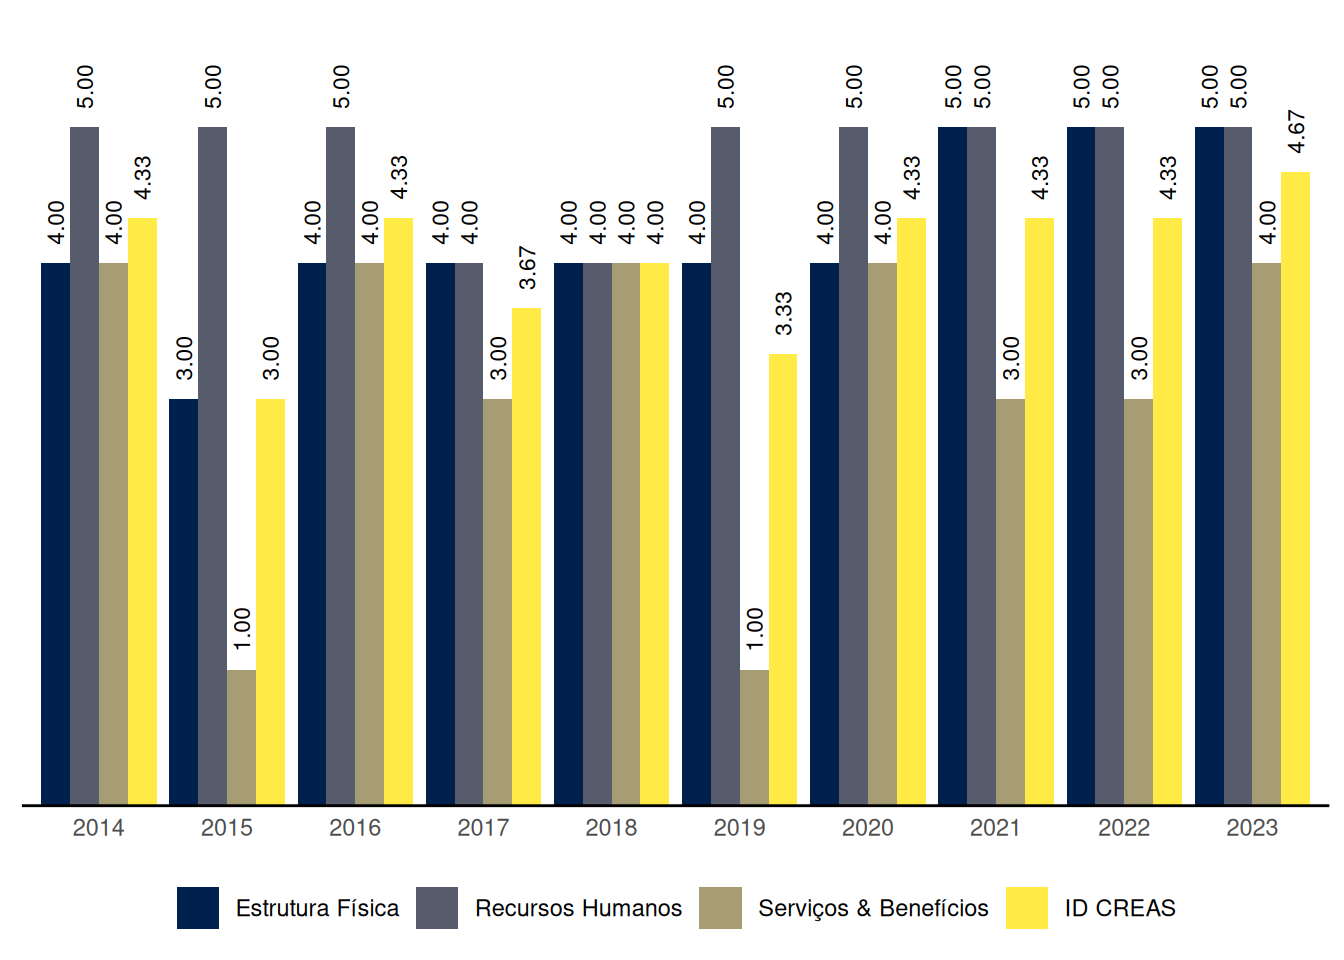 4.00 5.00 4.00 4.33 3.00 5.00 1.00 3.00 4.00 5.00 4.00 4.33 4.00 4.00 3.00 3.67 4.00 4.00 4.00 4.00 4.00 5.00 1.00 3.33 4.00 5.00 4.00 4.33 5.00 5.00 3.00 4.33 5.00 5.00 3.00 4.33 5.00 5.00 4.00 4.67
2014 2015 2016 2017 2018 2019 2020 2021 2022 2023
Estrutura Física Recursos Humanos Serviços & Benefícios ID CREAS